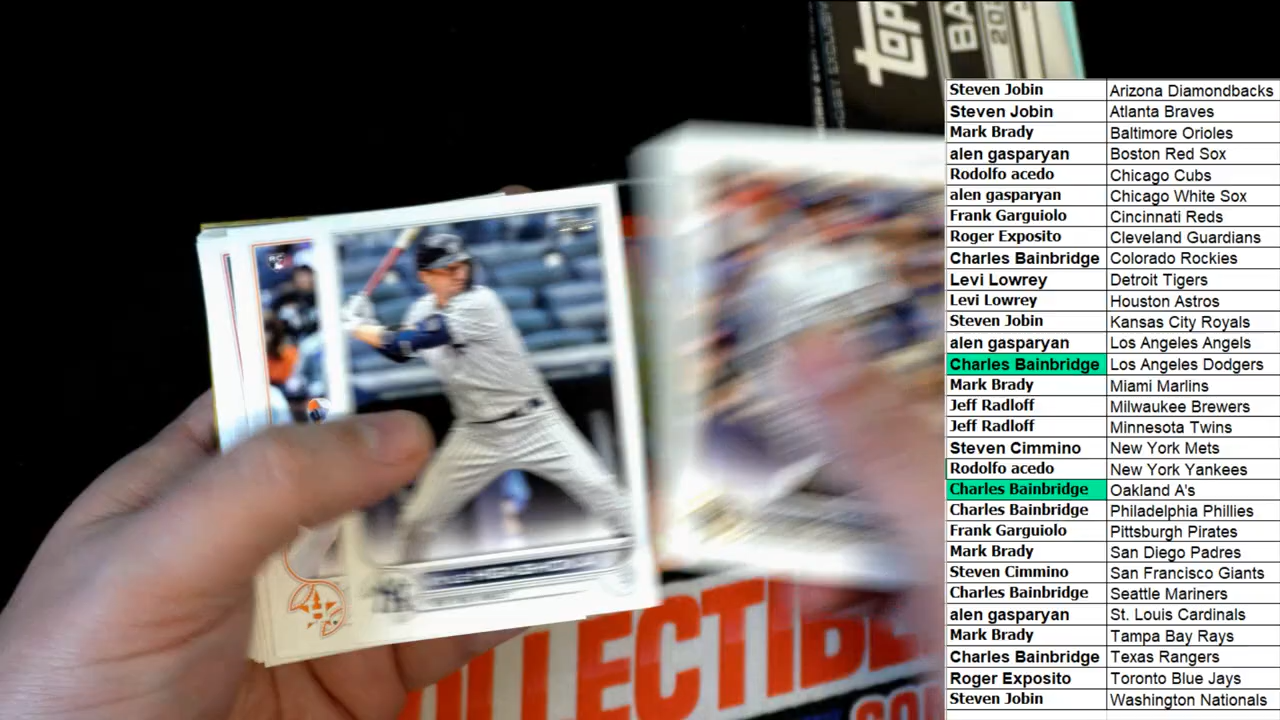 TOPPS
BA
202
Steven Jobin Arizona Diamondbacks
Steven Jobin Atlanta Braves
Mark Brady Baltimore Orioles
alen gasparyan Boston Red Sox
Rodolfo acedo Chicago Cubs
alen gasparyan Chicago White Sox
Frank Garguiolo Cincinnati Reds
Roger Exposito Cleveland Guardians
Charles Bainbridge Colorado Rockies
Levi Lowrey Detroit Tigers
Levi Lowrey Houston Astros
Steven Jobin Kansas City Royals
alen gasparyan Los Angeles Angels
Charles Bainbridge Los Angeles Dodgers
Mark Brady Miami Marlins
Jeff Radloff Milwaukee Brewers
Jeff Radloff Minnesota Twins
Steven Cimmino New York Mets
Rodolfo acedo New York Yankees
Charles Bainbridge Oakland A's
Charles Bainbridge Philadelphia Phillies
Frank Garguiolo Pittsburgh Pirates
Mark Brady San Diego Padres
Steven Cimmino San Francisco Giants
Charles Bainbridge Seattle Mariners
alen gasparyan St. Louis Cardinals
Mark Brady Tampa Bay Rays
Charles Bainbridge Texas Rangers
Roger Exposito Toronto Blue Jays
Steven Jobin Washington Nationals
LLECTIBL